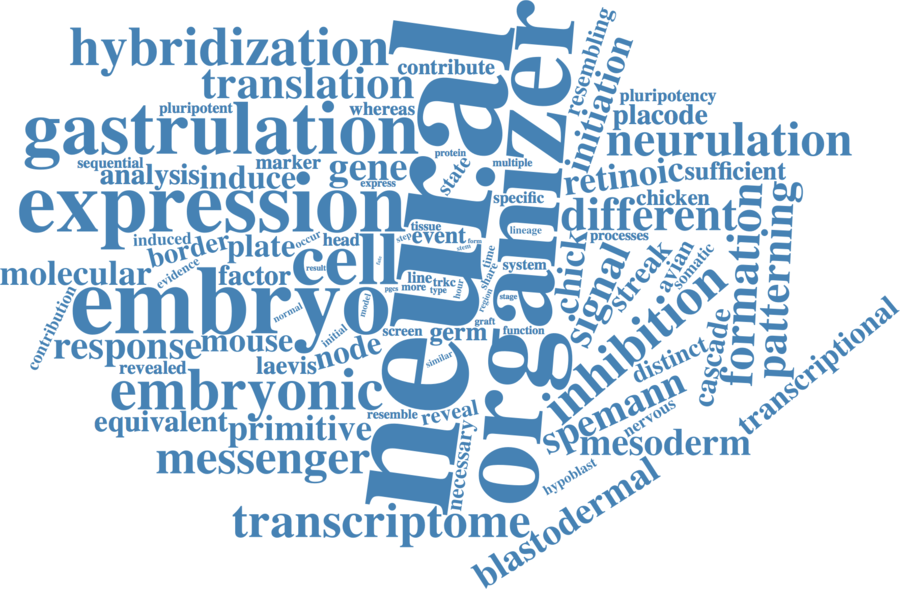 hybridization
translation
contribute
neural
organizer
resembling
initiation
pluripotent
whereas
pluripotency
placode
gastrulation
neurulation
protein
multiple
sequential
marker
gene
state
retinoic
sufficient
analysis
induce
express
specific
chicken
expression
different
tissue
lineage
processes
induced
border
plate
occur
head
step
event
form
stem
time
chick
signal
streak
avian
somatic
formation
patterning
molecular
evidence
factor
cell
result
line
trkc
more
type
pges
hour
share
region
system
stage
contribution
embryo
normal
model
initial
screen
germ
graft
function
inhibition
distinct
cascade
transcriptional
response
mouse
node
laevis
similar
revealed
embryonic
resemble
reveal
spemann
nervous
equivalent
primitive
necessary
mesoderm
messenger
hypoblast
blastodermal
transcriptome